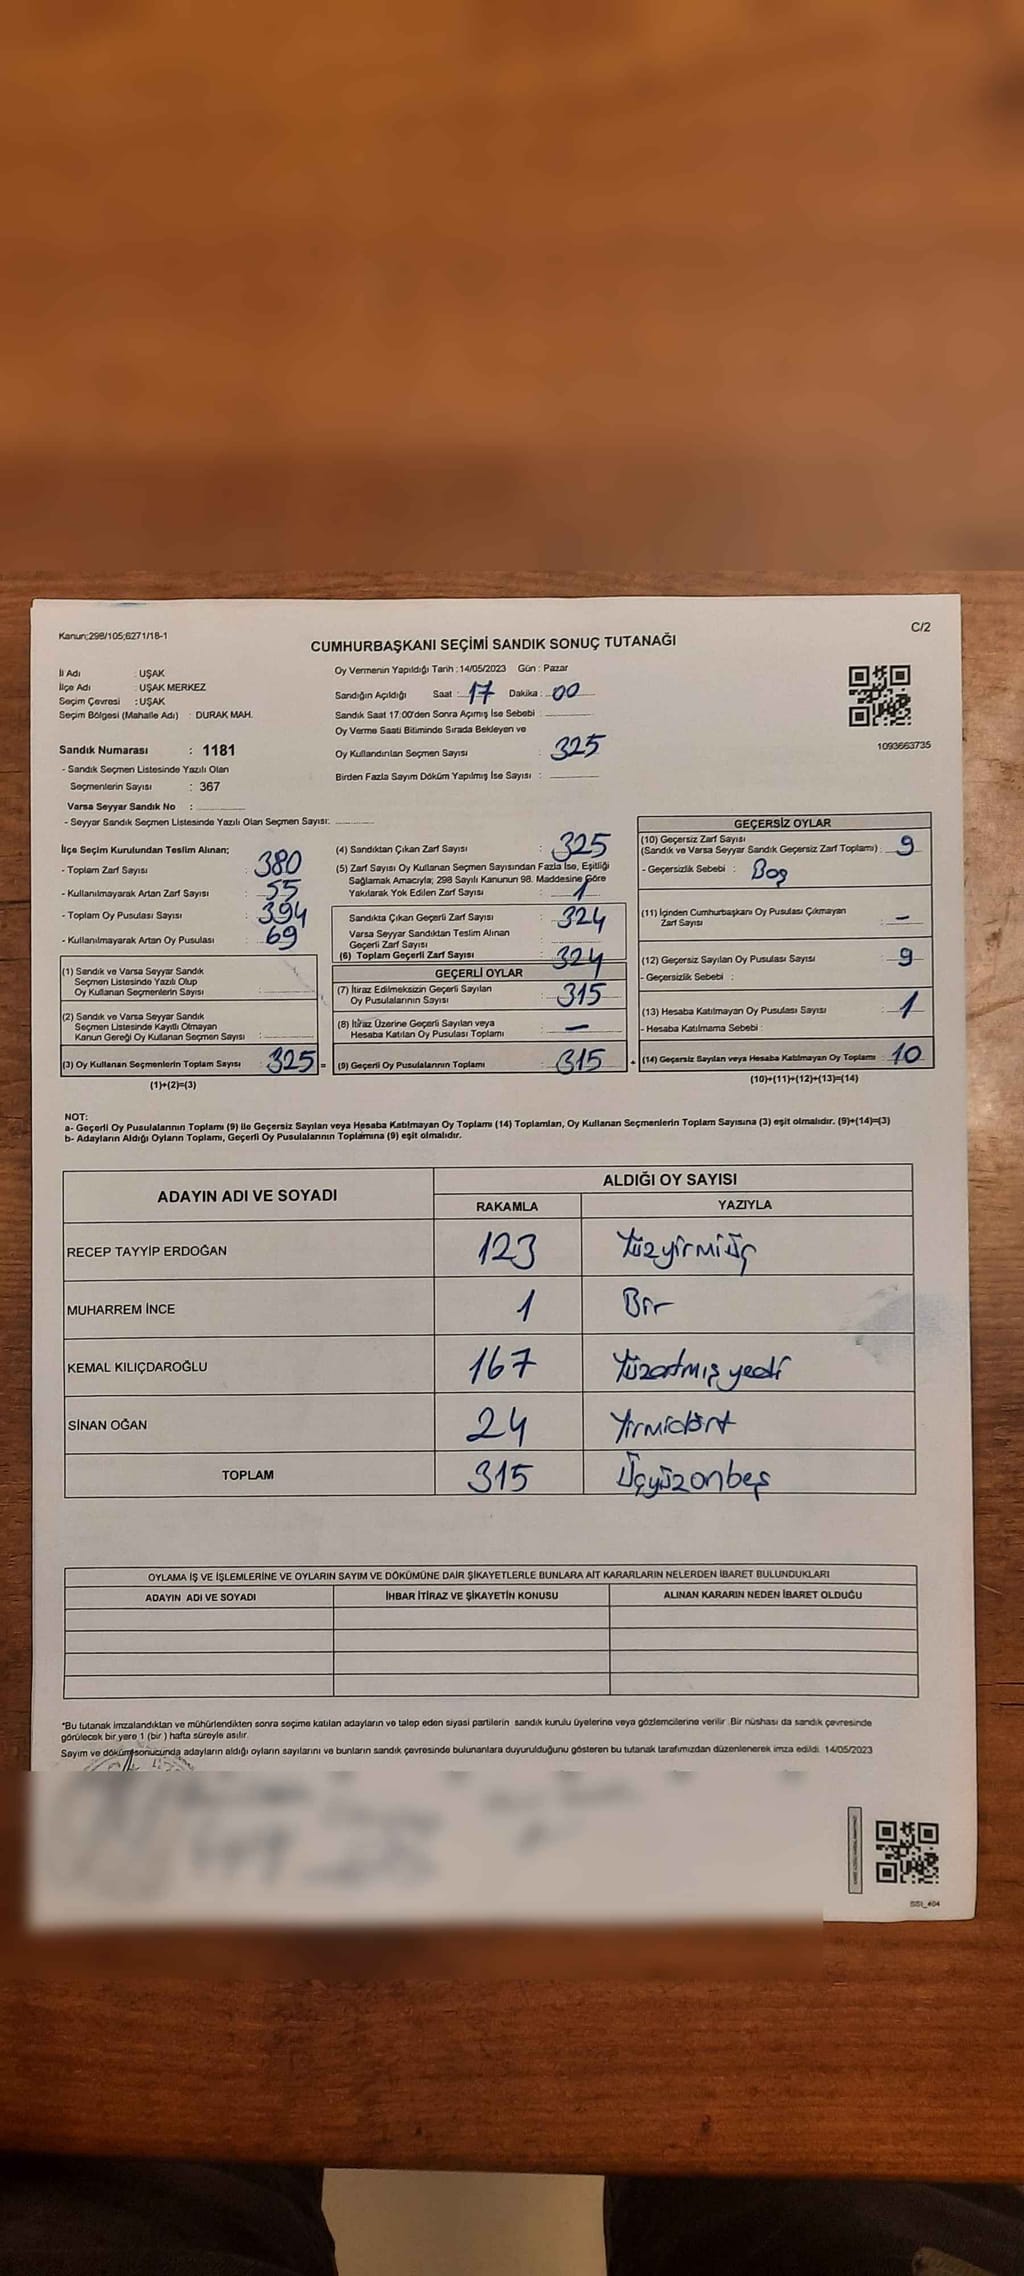 Kanun;298/105;6271/18-1
C/2
CUMHURBAŞKANI SEÇİMİ SANDIK SONUÇ TUTANAĞI
İl Adı : UŞAK
İlçe Adı : UŞAK MERKEZ
Seçim Çevresi : UŞAK
Seçim Bölgesi (Mahalle Adı) : DURAK MAH.
Oy Vermenin Yapıldığı Tarih : 14/05/2023 Gün : Pazar
Sandığın Açıldığı Saat : 17 Dakika : 00
Sandık Saat 17:00'den Sonra Açmış İse Sebebi :
Oy Verme Saati Bitiminde Sırada Bekleyen ve
Oy Kullandırılan Seçmen Sayısı : 325
Birden Fazla Sayım Döküm Yapılmış İse Sayısı :
1093663735
Sandık Numarası : 1181
- Sandık Seçmen Listesinde Yazılı Olan
Seçmenlerin Sayısı : 367
Varsa Seyyar Sandık No :
- Seyyar Sandık Seçmen Listesinde Yazılı Olan Seçmen Sayısı:
İlçe Seçim Kurulundan Teslim Alınan;
- Toplam Zarf Sayısı : 380
- Kullanılmayarak Artan Zarf Sayısı : 55
- Toplam Oy Pusulası Sayısı : 394
- Kullanılmayarak Artan Oy Pusulası : 69
(1) Sandık ve Varsa Seyyar Sandık
Seçmen Listesinde Yazılı Olup
Oy Kullanan Seçmenlerin Sayısı :
(2) Sandık ve Varsa Seyyar Sandık
Seçmen Listesinde Kayıtlı Olmayan
Kanun Gereği Oy Kullanan Seçmen Sayısı :
(3) Oy Kullanan Seçmenlerin Toplam Sayısı : 325 =
(1)+(2)=(3)
(4) Sandıktan Çıkan Zarf Sayısı : 325
(5) Zarf Sayısı Oy Kullanan Seçmen Sayısından Fazla İse, Eşitliği
Sağlamak Amacıyla; 298 Sayılı Kanunun 98. Maddesine Göre
Yakılarak Yok Edilen Zarf Sayısı : 1
Sandıkta Çıkan Geçerli Zarf Sayısı : 324
Varsa Seyyar Sandıktan Teslim Alınan
Geçerli Zarf Sayısı :
(6) Toplam Geçerli Zarf Sayısı : 324
GEÇERLİ OYLAR
(7) İtiraz Edilmeksizin Geçerli Sayılan
Oy Pusulalarının Sayısı : 315
(8) İtiraz Üzerine Geçerli Sayılan veya
Hesaba Katılan Oy Pusulası Toplamı : –
(9) Geçerli Oy Pusulalarının Toplamı : 315 +
GEÇERSİZ OYLAR
(10) Geçersiz Zarf Sayısı
(Sandık ve Varsa Seyyar Sandık Geçersiz Zarf Toplamı) : 9
- Geçersizlik Sebebi : Boş
(11) İçinden Cumhurbaşkanı Oy Pusulası Çıkmayan
Zarf Sayısı : –
(12) Geçersiz Sayılan Oy Pusulası Sayısı : 9
- Geçersizlik Sebebi :
(13) Hesaba Katılmayan Oy Pusulası Sayısı : 1
- Hesaba Katılmama Sebebi :
(14) Geçersiz Sayılan veya Hesaba Katılmayan Oy Toplamı : 10
(10)+(11)+(12)+(13)=(14)
NOT:
a- Geçerli Oy Pusulalarının Toplamı (9) ile Geçersiz Sayılan veya Hesaba Katılmayan Oy Toplamı (14) Toplamları, Oy Kullanan Seçmenlerin Toplam Sayısına (3) eşit olmalıdır. (9)+(14)=(3)
b- Adayların Aldığı Oyların Toplamı, Geçerli Oy Pusulalarının Toplamına (9) eşit olmalıdır.
ADAYIN ADI VE SOYADI ALDIĞI OY SAYISI
RAKAMLA YAZIYLA
RECEP TAYYİP ERDOĞAN 123 Yüzyirmiüç
MUHARREM İNCE 1 Bir
KEMAL KILIÇDAROĞLU 167 Yüzatmışyedi
SİNAN OĞAN 24 Yirmidört
TOPLAM 315 Üçyüzonbeş
OYLAMA İŞ VE İŞLEMLERİNE VE OYLARIN SAYIM VE DÖKÜMÜNE DAİR ŞİKAYETLERLE BUNLARA AİT KARARLARIN NELERDEN İBARET BULUNDUKLARI
ADAYIN ADI VE SOYADI İHBAR İTİRAZ VE ŞİKAYETİN KONUSU ALINAN KARARIN NEDEN İBARET OLDUĞU
*Bu tutanak imzalandıktan ve mühürlendikten sonra seçime katılan adayların ve talep eden siyasi partilerin sandık kurulu üyelerine veya gözlemcilerine verilir .Bir nüshası da sandık çevresinde
görülecek bir yere 1 (bir ) hafta süreyle asılır.
Sayım ve döküm sonucunda adayların aldığı oyların sayılarını ve bunların sandık çevresinde bulunanlara duyurulduğunu gösteren bu tutanak tarafımızdan düzenlenerek imza edildi. 14/05/2023
SSI_404